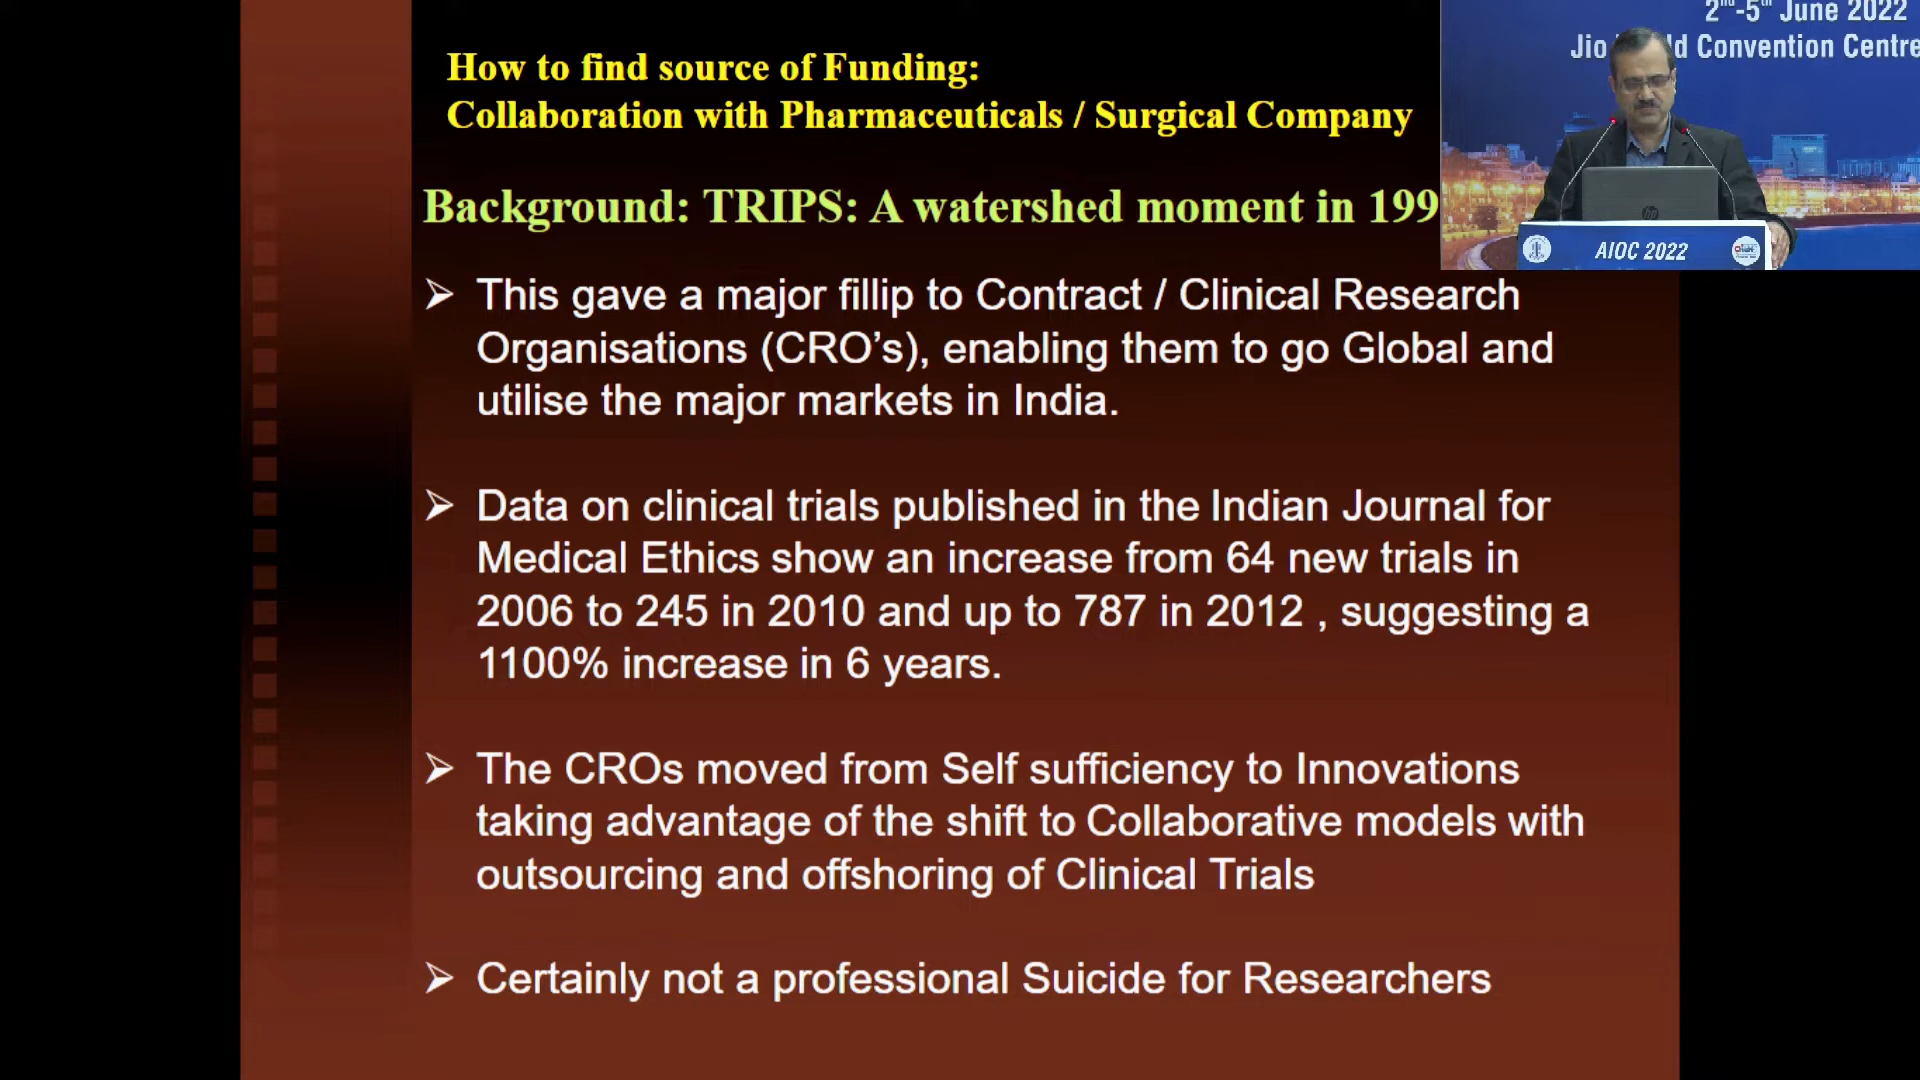 How to find source of Funding:
Collaboration with Pharmaceuticals / Surgical Company
Background: TRIPS: A watershed moment in 199
➢ This gave a major fillip to Contract / Clinical Research
Organisations (CRO’s), enabling them to go Global and
utilise the major markets in India.
➢ Data on clinical trials published in the Indian Journal for
Medical Ethics show an increase from 64 new trials in
2006 to 245 in 2010 and up to 787 in 2012 , suggesting a
1100% increase in 6 years.
➢ The CROs moved from Self sufficiency to Innovations
taking advantage of the shift to Collaborative models with
outsourcing and offshoring of Clinical Trials
➢ Certainly not a professional Suicide for Researchers
2nd-5th June 2022
Jio Convention Centre
hp
AIOC 2022